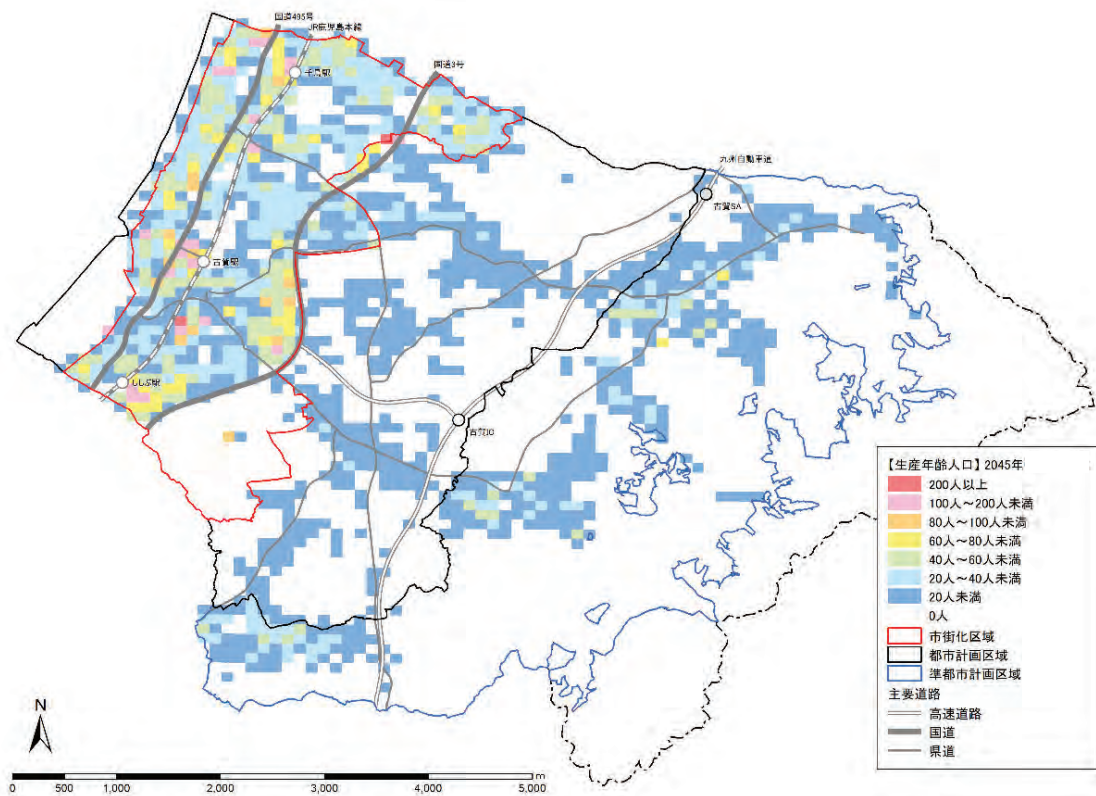 国道495号
JR鹿児島本線
千鳥駅
国道3号
九州自動車道
古賀SA
古賀駅
ししぶ駅
古賀IC
【生産年齢人口】2045年
200人以上
100人～200人未満
80人～100人未満
60人～80人未満
40人～60人未満
20人～40人未満
20人未満
0人
市街化区域
都市計画区域
準都市計画区域
主要道路
高速道路
国道
県道
N
0 500 1,000 2,000 3,000 4,000 5,000 m